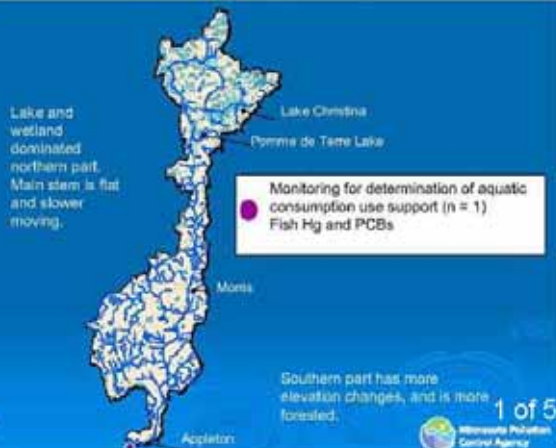 Lake and
wetland
dominated
northern part.
Main stem is flat
and slower
moving.
Lake Christina
Pomme de Terre Lake
Monitoring for determination of aquatic
consumption use support (n = 1)
Fish Hg and PCBs
Morris
Southern part has more
elevation changes, and is more
forested.
1 of 5
Appleton
Minnesota Pollution
Control Agency